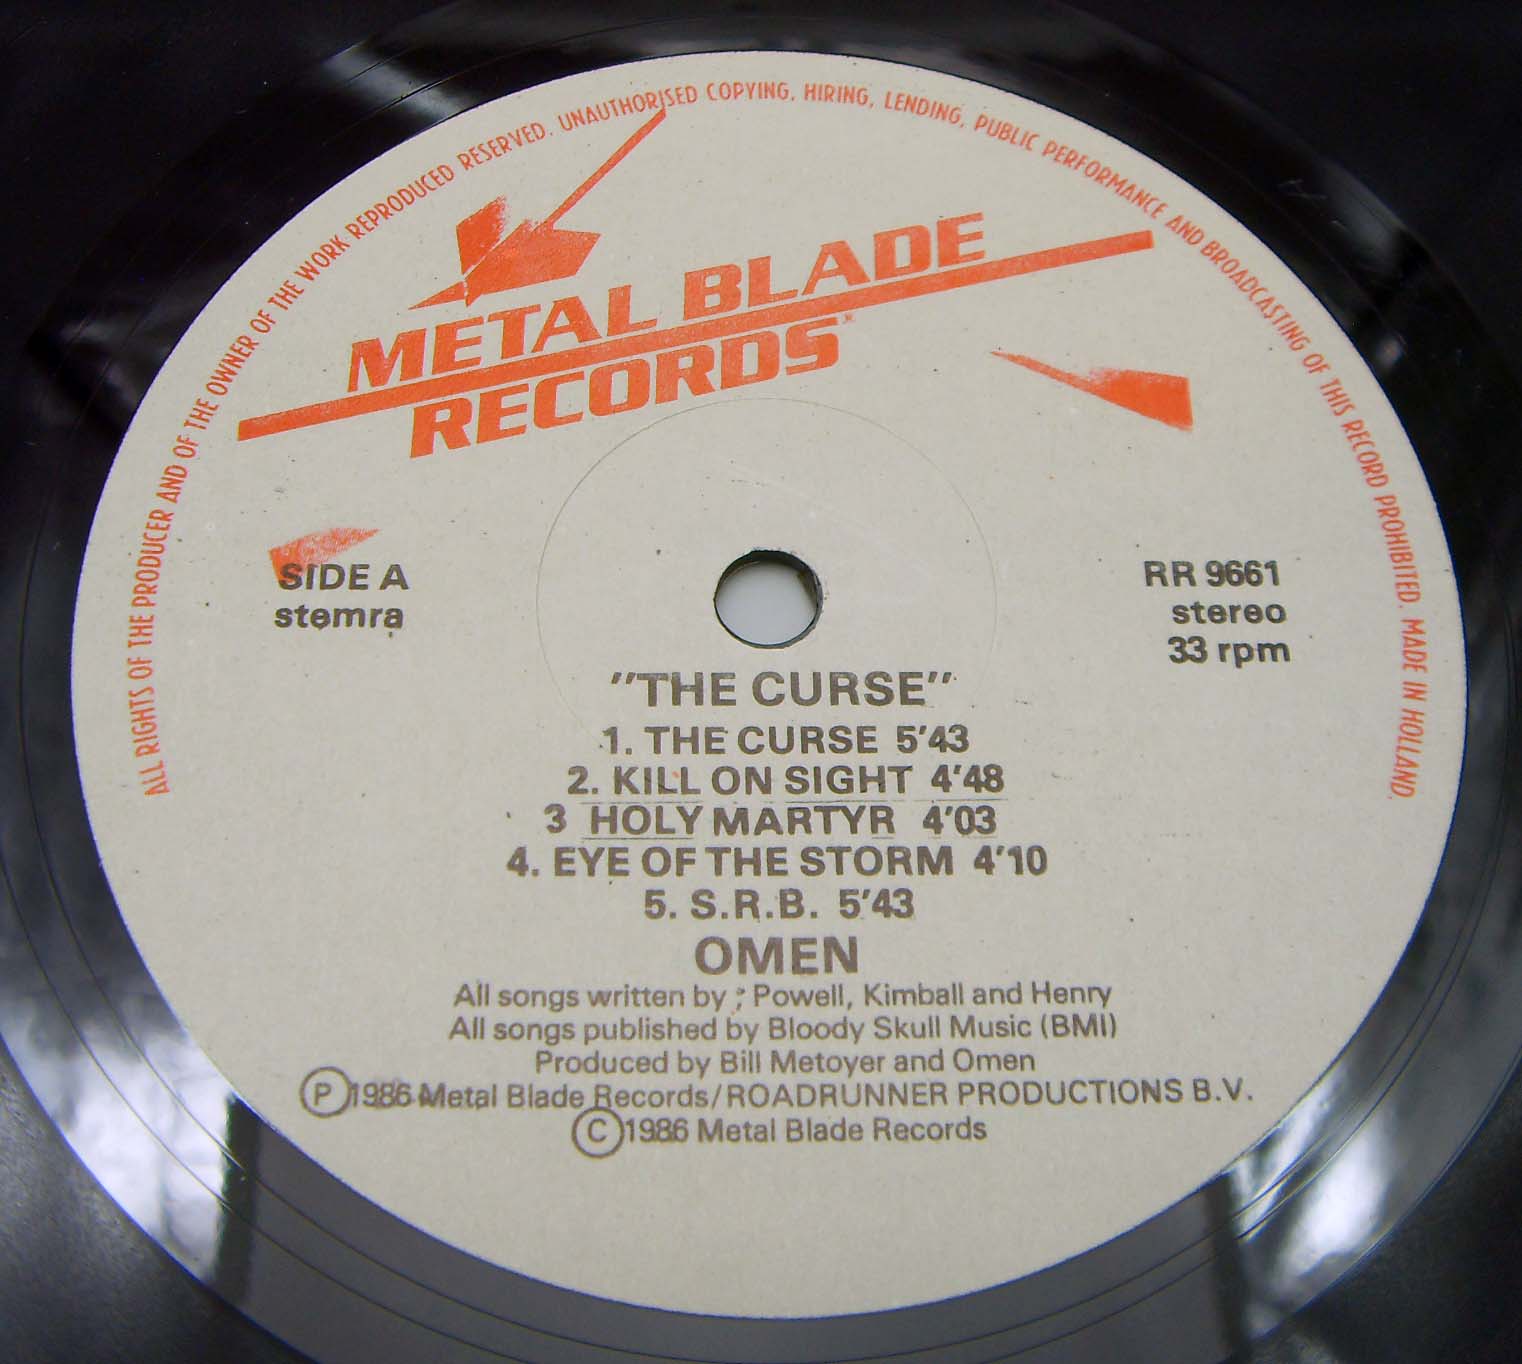 ALL RIGHTS OF THE PRODUCER AND OF THE OWNER OF THE WORK REPRODUCED RESERVED. UNAUTHORISED COPYING, HIRING, LENDING, PUBLIC PERFORMANCE AND BROADCASTING OF THIS RECORD PROHIBITED. MADE IN HOLLAND
METAL BLADE
RECORDS
SIDE A
stemra
RR 9661
stereo
33 rpm
"THE CURSE"
1. THE CURSE 5'43
2. KILL ON SIGHT 4'48
3 HOLY MARTYR 4'03
4. EYE OF THE STORM 4'10
5. S.R.B. 5'43
OMEN
All songs written by ; Powell, Kimball and Henry
All songs published by Bloody Skull Music (BMI)
Produced by Bill Metoyer and Omen
Ⓟ1986 Metal Blade Records/ROADRUNNER PRODUCTIONS B.V.
©1986 Metal Blade Records